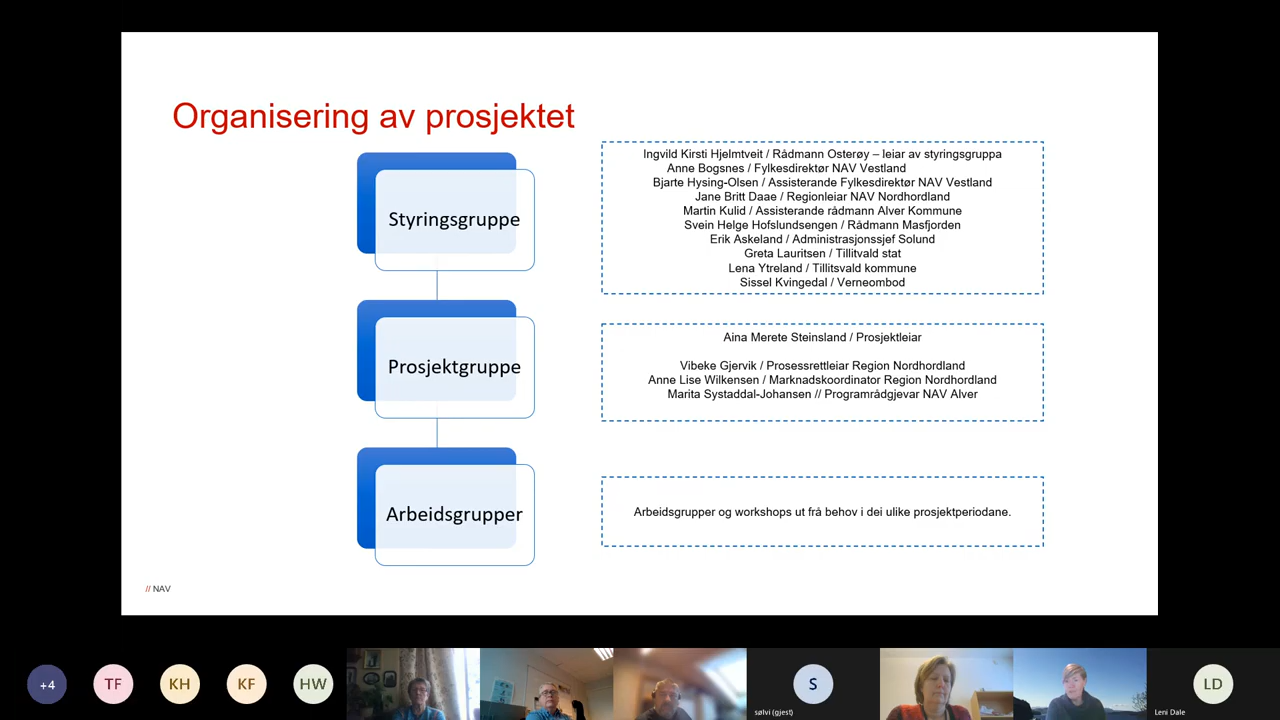 Organisering av prosjektet
Styringsgruppe
Ingvild Kirsti Hjelmtveit / Rådmann Osterøy – leiar av styringsgruppa
Anne Bogsnes / Fylkesdirektør NAV Vestland
Bjarte Hysing-Olsen / Assisterande Fylkesdirektør NAV Vestland
Jane Britt Daae / Regionleiar NAV Nordhordland
Martin Kulid / Assisterande rådmann Alver Kommune
Svein Helge Hofslundsengen / Rådmann Masfjorden
Erik Askeland / Administrasjonssjef Solund
Greta Lauritsen / Tillitvald stat
Lena Ytreland / Tillitsvald kommune
Sissel Kvingedal / Verneombod
Prosjektgruppe
Aina Merete Steinsland / Prosjektleiar
Vibeke Gjervik / Prosessrettleiar Region Nordhordland
Anne Lise Wilkensen / Marknadskoordinator Region Nordhordland
Marita Systaddal-Johansen // Programrådgjevar NAV Alver
Arbeidsgrupper
Arbeidsgrupper og workshops ut frå behov i dei ulike prosjektperiodane.
// NAV
+4
TF
KH
KF
HW
S
sølvi (gjest)
LD
Leni Dale